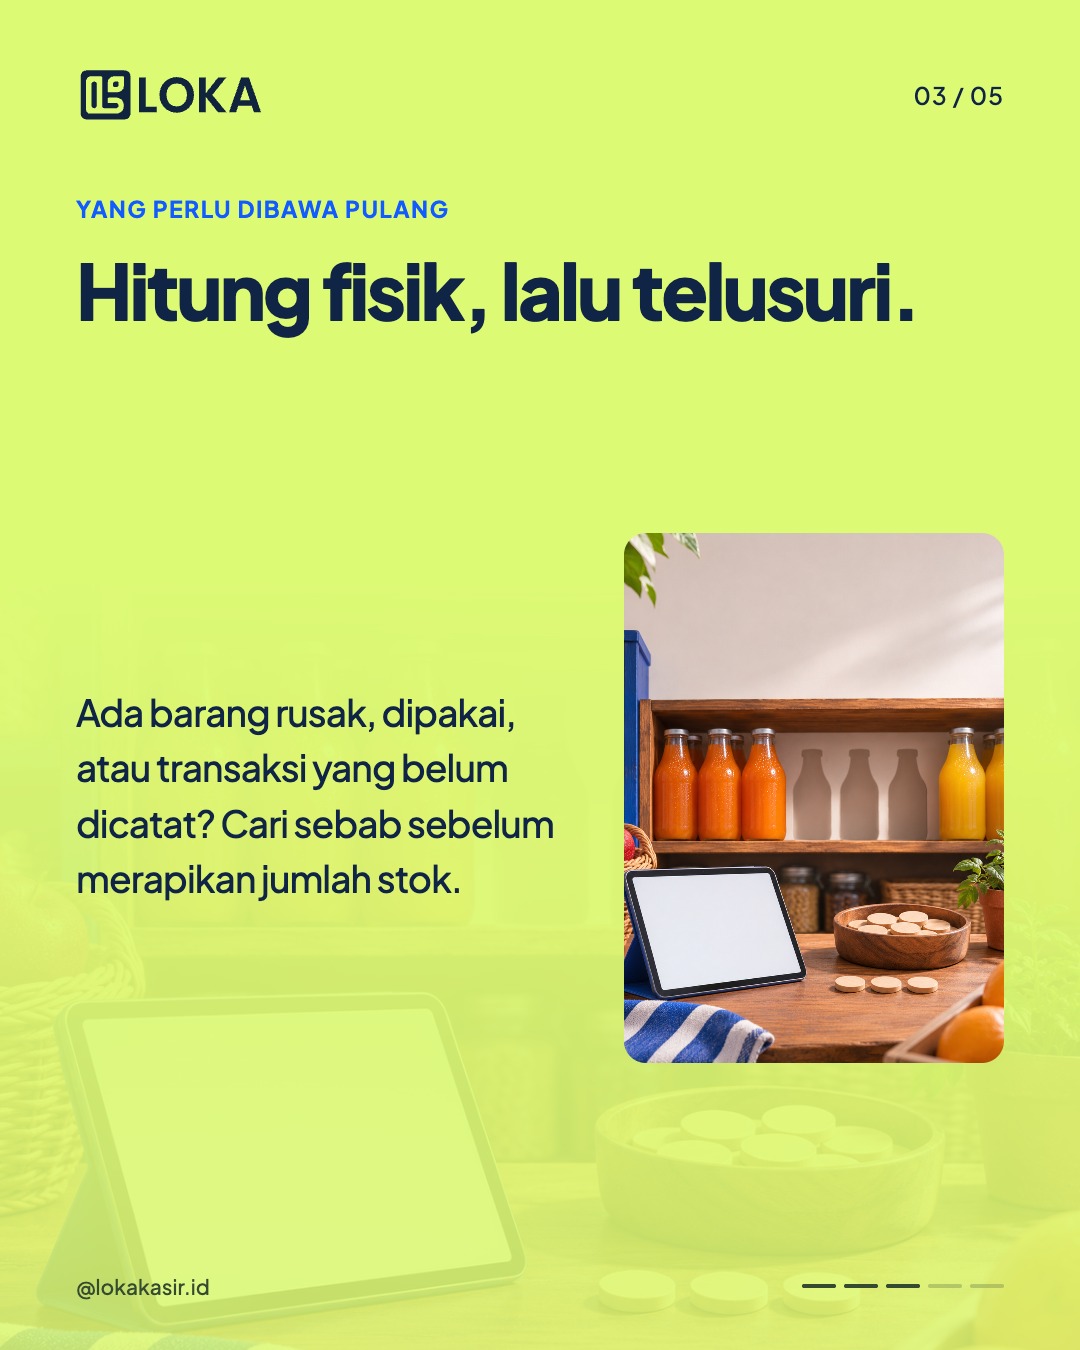 LOKA
03 / 05
YANG PERLU DIBAWA PULANG
Hitung fisik, lalu telusuri.
Ada barang rusak, dipakai,
atau transaksi yang belum
dicatat? Cari sebab sebelum
merapikan jumlah stok.
@lokakasir.id